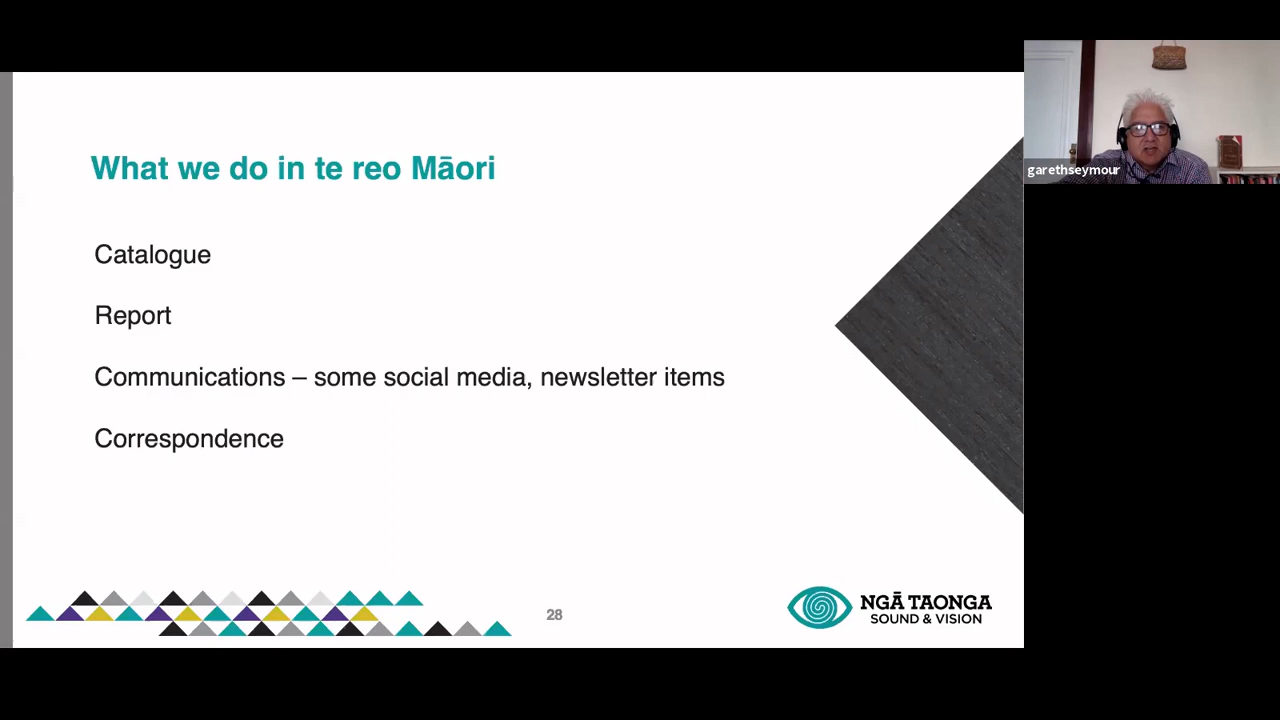 What we do in te reo Māori
Catalogue
Report
Communications – some social media, newsletter items
Correspondence
28
NGĀ TAONGA
SOUND & VISION
garethseymour